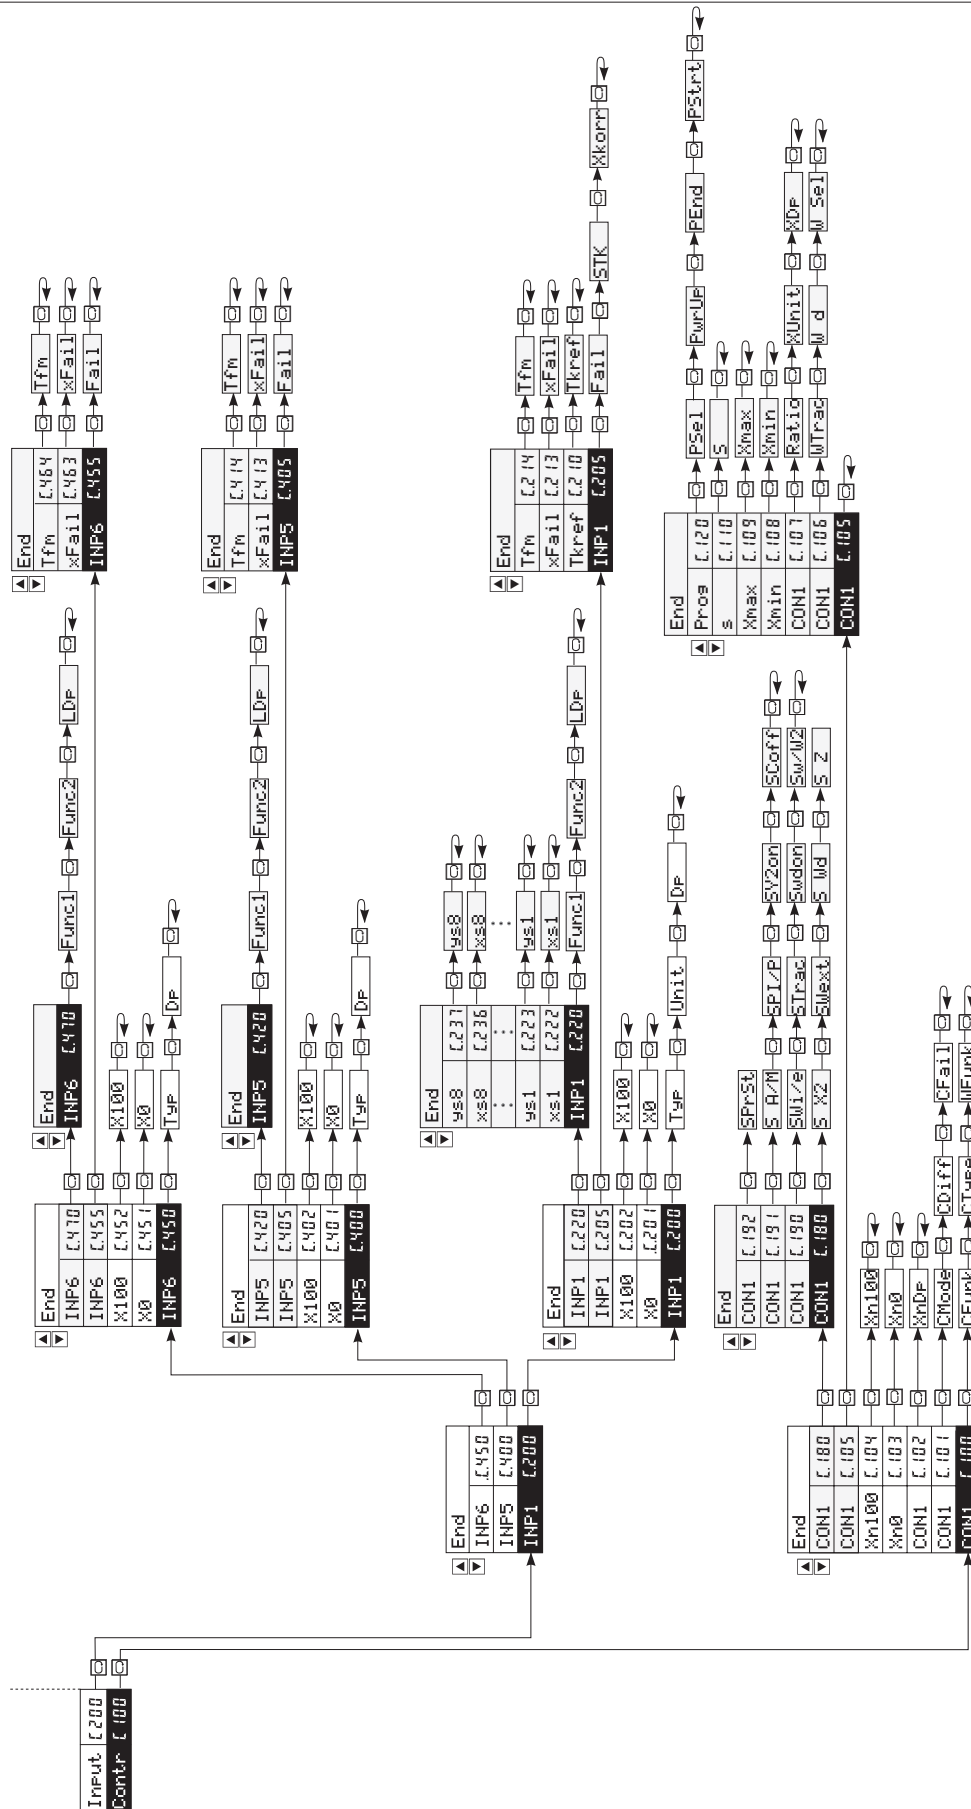 Input C.200
Contr C.100
End
INP6 C.450
INP5 C.400
INP1 C.200
End
INP6 C.470
INP6 C.455
X100 C.452
X0 C.451
INP6 C.450
End
INP6 C.470
Func1 Func2 LDp
X100
X0
Typ Dp
End
Tfm C.464 Tfm
xFail C.463 xFail
INP6 C.455 Fail
End
INP5 C.420
INP5 C.405
X100 C.402
X0 C.401
INP5 C.400
End
INP5 C.420
Func1 Func2 LDp
X100
X0
Typ Dp
End
Tfm C.414 Tfm
xFail C.413 xFail
INP5 C.405 Fail
End
INP1 C.220
INP1 C.205
X100 C.202
X0 C.201
INP1 C.200
End
ys8 C.237 ys8
xs8 C.236 xs8
ys1 C.223 ys1
xs1 C.222 xs1
INP1 C.220 Func1 Func2 LDp
X100
X0
Typ Unit Dp
End
Tfm C.214 Tfm
xFail C.213 xFail
Tkref C.210 Tkref
INP1 C.205 Fail STK Xkorr
End
CON1 C.180
CON1 C.105
Xn100 C.104 Xn100
Xn0 C.103 Xn0
CON1 C.102 XnDp
CON1 C.101 CMode CDiff CFail
CON1 C.100 CFunk CType WFunk
End
CON1 C.192 SPrSt
CON1 C.191 S A/M SPI/P SY2on SCoff
CON1 C.190 SWi/e STrac Swdon Sw/W2
CON1 C.180 S X2 SWext S Wd S Z
End
Prog C.120 PSel PwrUp PEnd PStrt
s C.110 S
Xmax C.109 Xmax
Xmin C.108 Xmin
CON1 C.107 Ratio XUnit XDp
CON1 C.106 WTrac W d W Sel
CON1 C.105